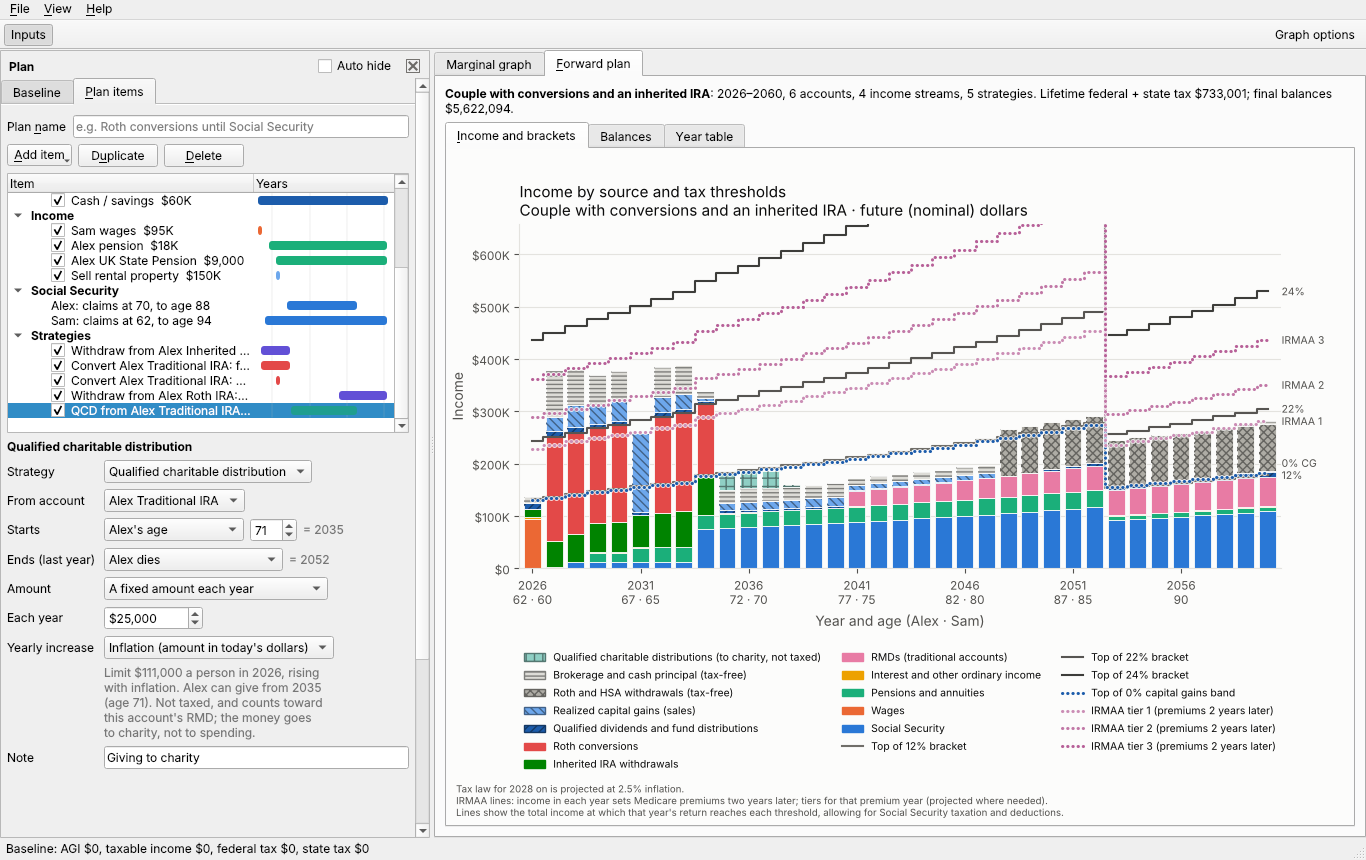 File View Help
Inputs Graph options
Plan Auto hide
Baseline Plan items
Plan name e.g. Roth conversions until Social Security
Add item Duplicate Delete
Item Years
Cash / savings $60K
Income
Sam wages $95K
Alex pension $18K
Alex UK State Pension $9,000
Sell rental property $150K
Social Security
Alex: claims at 70, to age 88
Sam: claims at 62, to age 94
Strategies
Withdraw from Alex Inherited ...
Convert Alex Traditional IRA: f...
Convert Alex Traditional IRA: ...
Withdraw from Alex Roth IRA:...
QCD from Alex Traditional IRA...
Qualified charitable distribution
Strategy Qualified charitable distribution
From account Alex Traditional IRA
Starts Alex's age 71 = 2035
Ends (last year) Alex dies = 2052
Amount A fixed amount each year
Each year $25,000
Yearly increase Inflation (amount in today's dollars)
Limit $111,000 a person in 2026, rising
with inflation. Alex can give from 2035
(age 71). Not taxed, and counts toward
this account's RMD; the money goes
to charity, not to spending.
Note Giving to charity
Marginal graph Forward plan
Couple with conversions and an inherited IRA: 2026–2060, 6 accounts, 4 income streams, 5 strategies. Lifetime federal + state tax $733,001; final balances
$5,622,094.
Income and brackets Balances Year table
Income by source and tax thresholds
Couple with conversions and an inherited IRA · future (nominal) dollars
Income
$600K
$500K
$400K
$300K
$200K
$100K
$0
24%
IRMAA 3
IRMAA 2
22%
IRMAA 1
0% CG
12%
2026 2031 2036 2041 2046 2051 2056
62 · 60 67 · 65 72 · 70 77 · 75 82 · 80 87 · 85 90
Year and age (Alex · Sam)
Qualified charitable distributions (to charity, not taxed)
Brokerage and cash principal (tax-free)
Roth and HSA withdrawals (tax-free)
Realized capital gains (sales)
Qualified dividends and fund distributions
Roth conversions
Inherited IRA withdrawals
RMDs (traditional accounts)
Interest and other ordinary income
Pensions and annuities
Wages
Social Security
Top of 12% bracket
Top of 22% bracket
Top of 24% bracket
Top of 0% capital gains band
IRMAA tier 1 (premiums 2 years later)
IRMAA tier 2 (premiums 2 years later)
IRMAA tier 3 (premiums 2 years later)
Tax law for 2028 on is projected at 2.5% inflation.
IRMAA lines: income in each year sets Medicare premiums two years later; tiers for that premium year (projected where needed).
Lines show the total income at which that year's return reaches each threshold, allowing for Social Security taxation and deductions.
Baseline: AGI $0, taxable income $0, federal tax $0, state tax $0